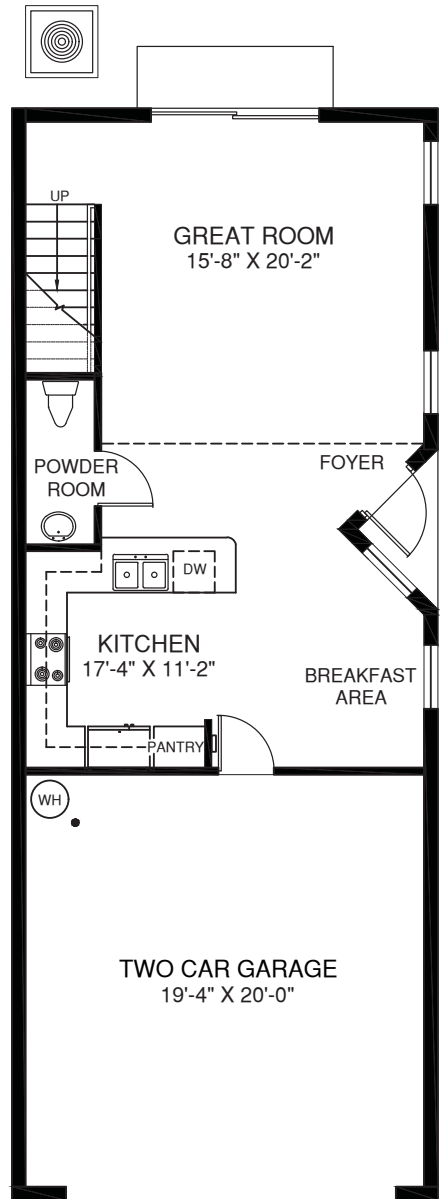 UP
GREAT ROOM
15'-8" X 20'-2"
FOYER
POWDER
ROOM
DW
KITCHEN
17'-4" X 11'-2"
BREAKFAST
AREA
PANTRY
WH
TWO CAR GARAGE
19'-4" X 20'-0"